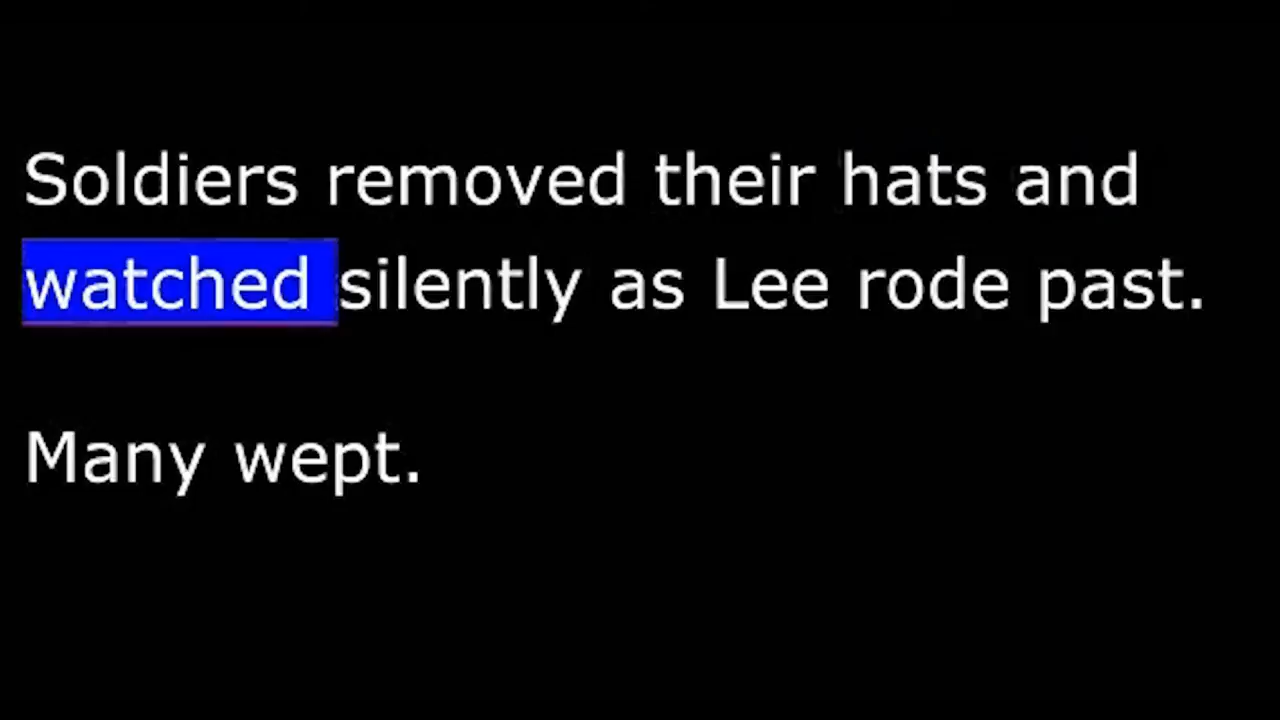 Soldiers removed their hats and
watched silently as Lee rode past.
Many wept.